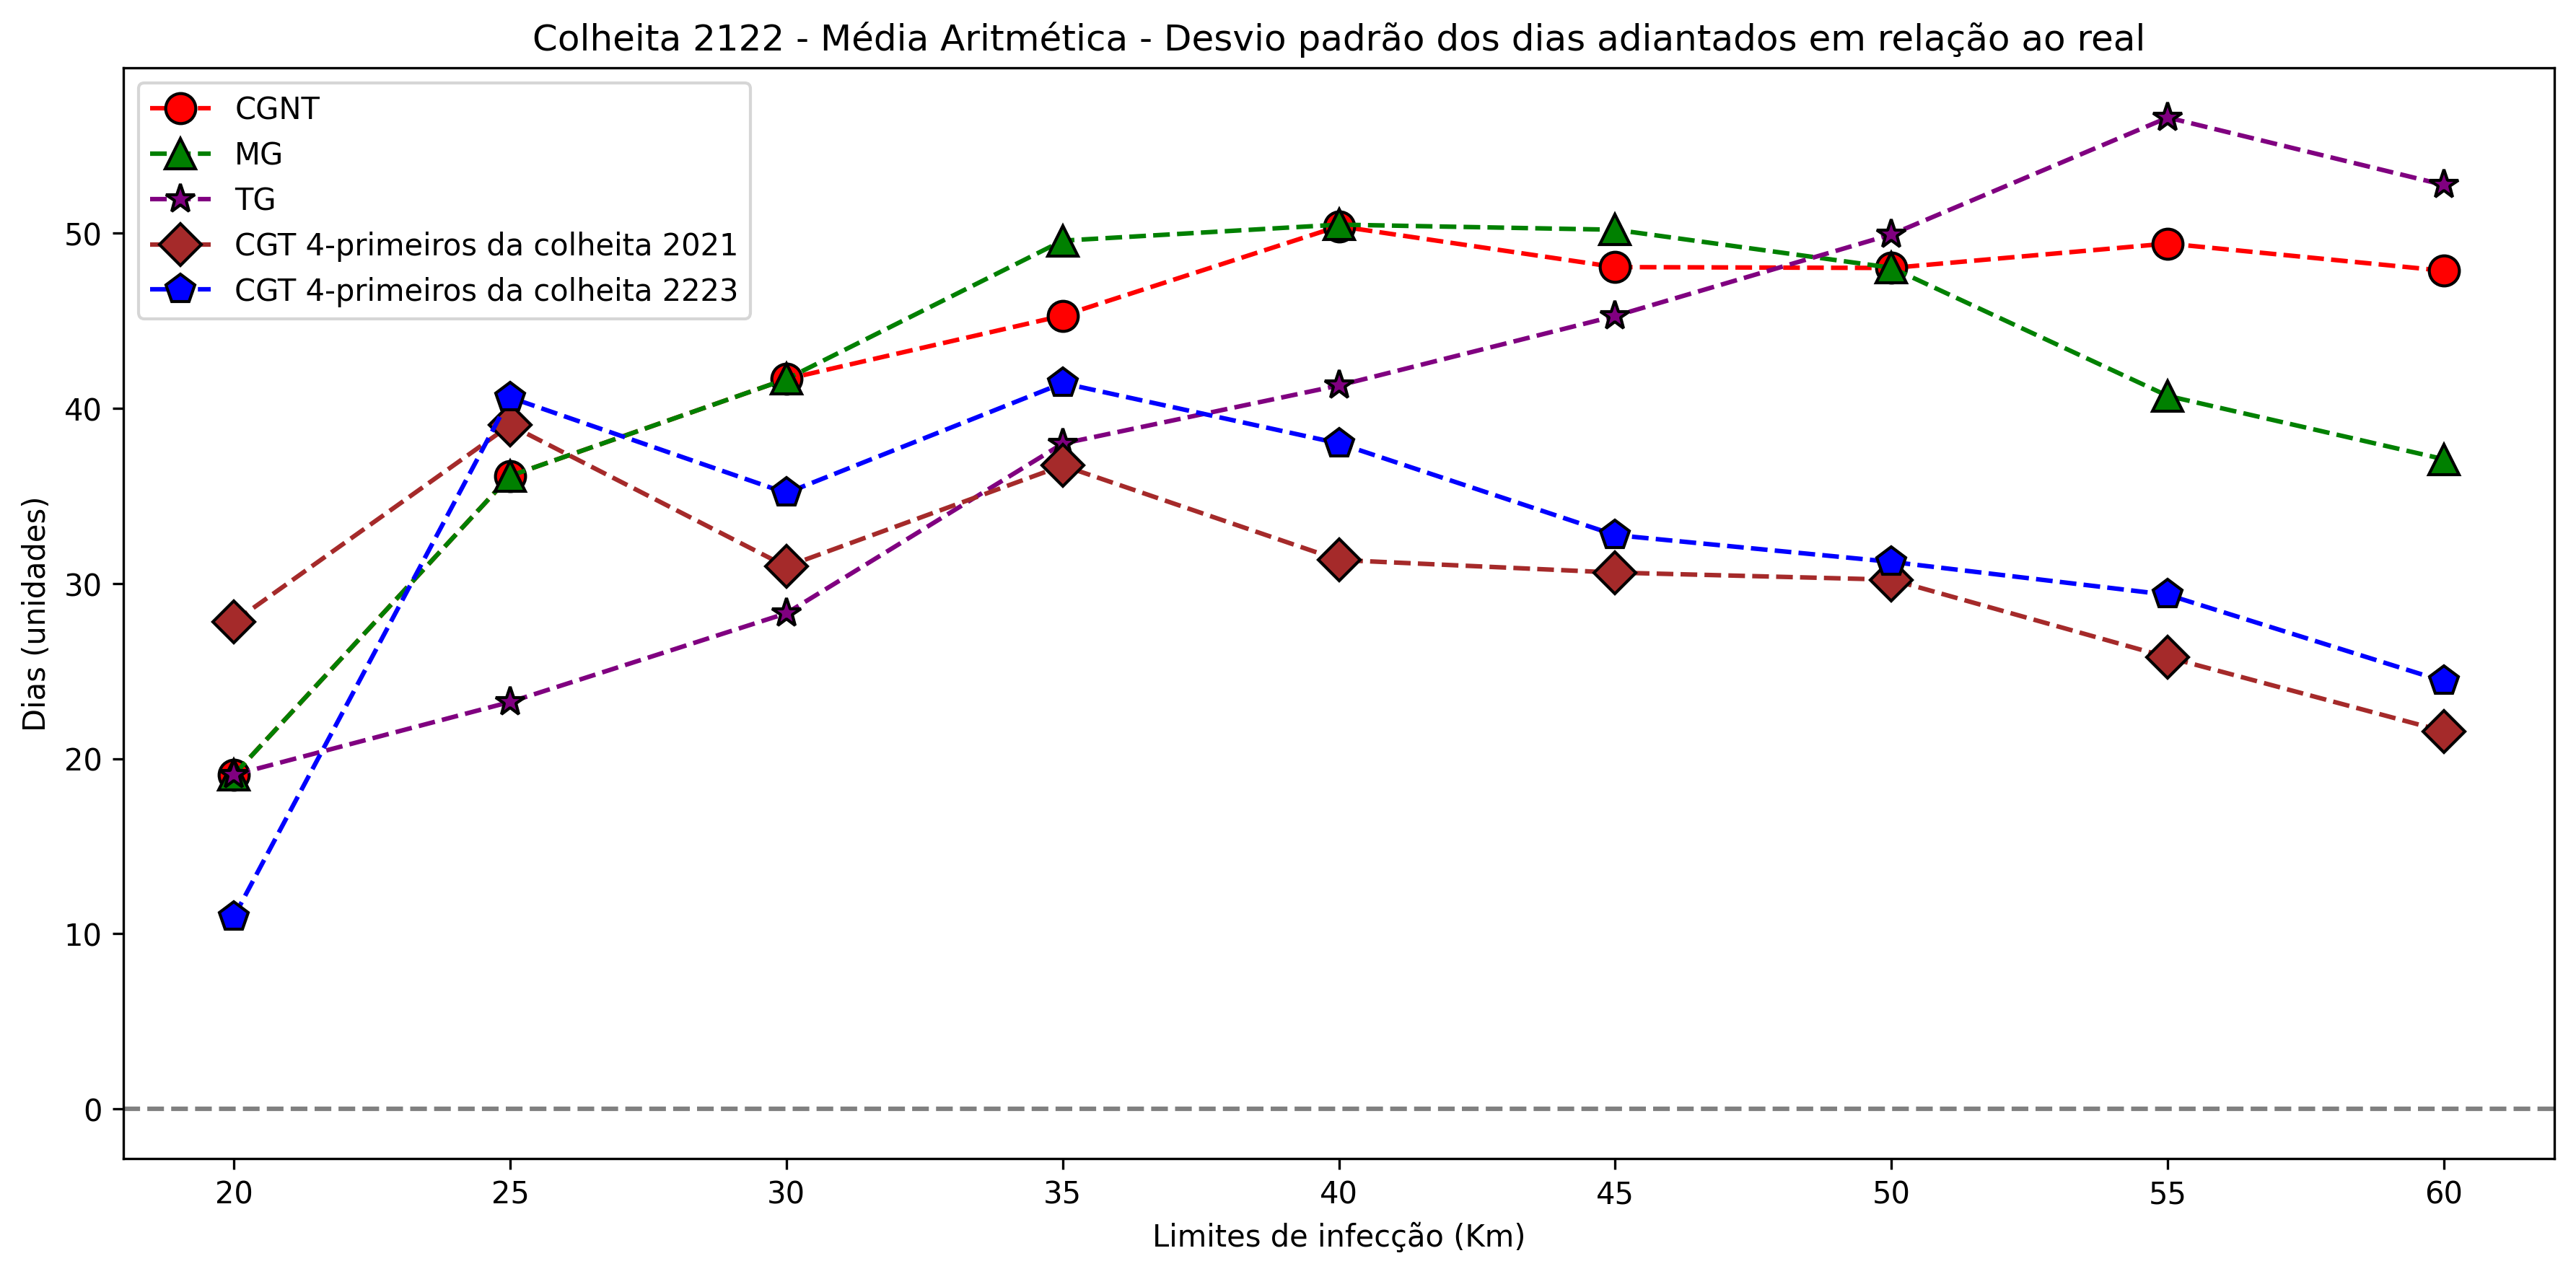 Colheita 2122 - Média Aritmética - Desvio padrão dos dias adiantados em relação ao real
CGNT
MG
TG
CGT 4-primeiros da colheita 2021
CGT 4-primeiros da colheita 2223
Dias (unidades)
50
40
30
20
10
0
20 25 30 35 40 45 50 55 60
Limites de infecção (Km)